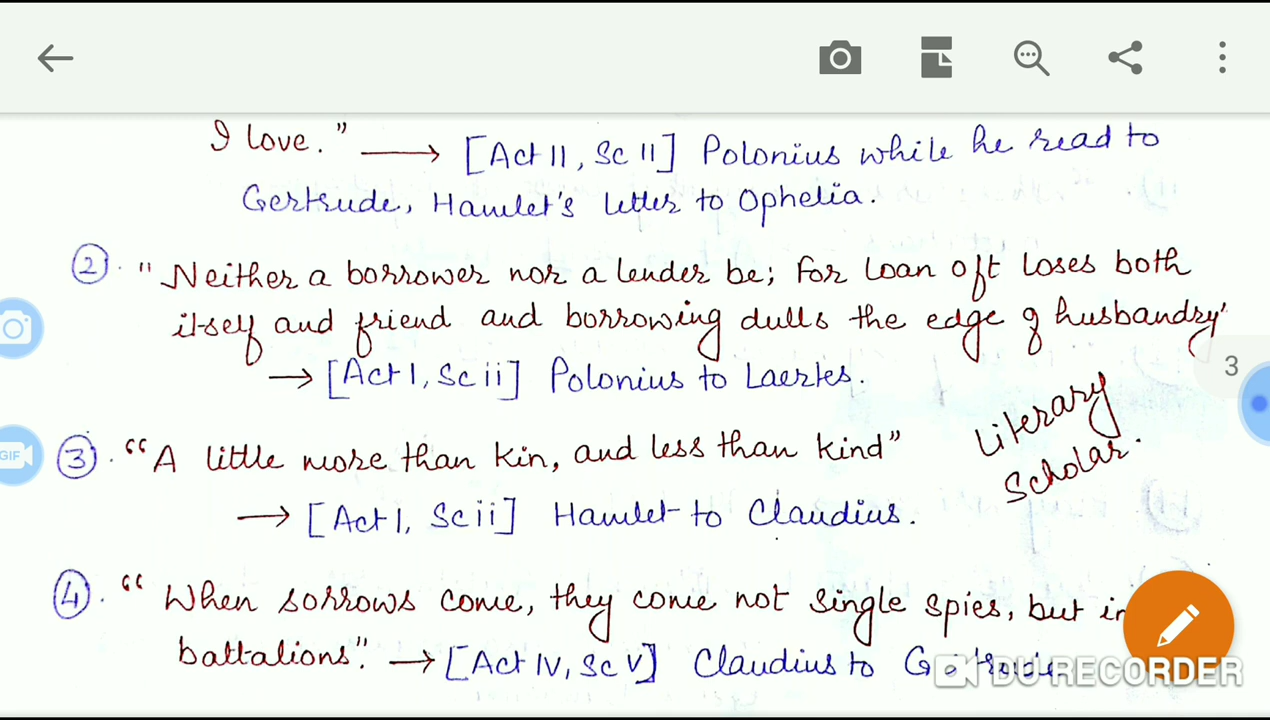 I love." → [Act II, Sc II] Polonius while he read to
Gertrude, Hamlet's letter to Ophelia.
② "Neither a borrower nor a lender be; For loan oft loses both
itself and friend and borrowing dulls the edge of husbandry"
→ [Act I, Sc ii] Polonius to Laertes.
3
Literary
Scholar.
③. "A little more than kin, and less than kind"
→ [Act I, Sc ii] Hamlet to Claudius.
④. "When sorrows come, they come not single spies, but in
battalions". → [Act IV, Sc V] Claudius to
GIF
DU RECORDER